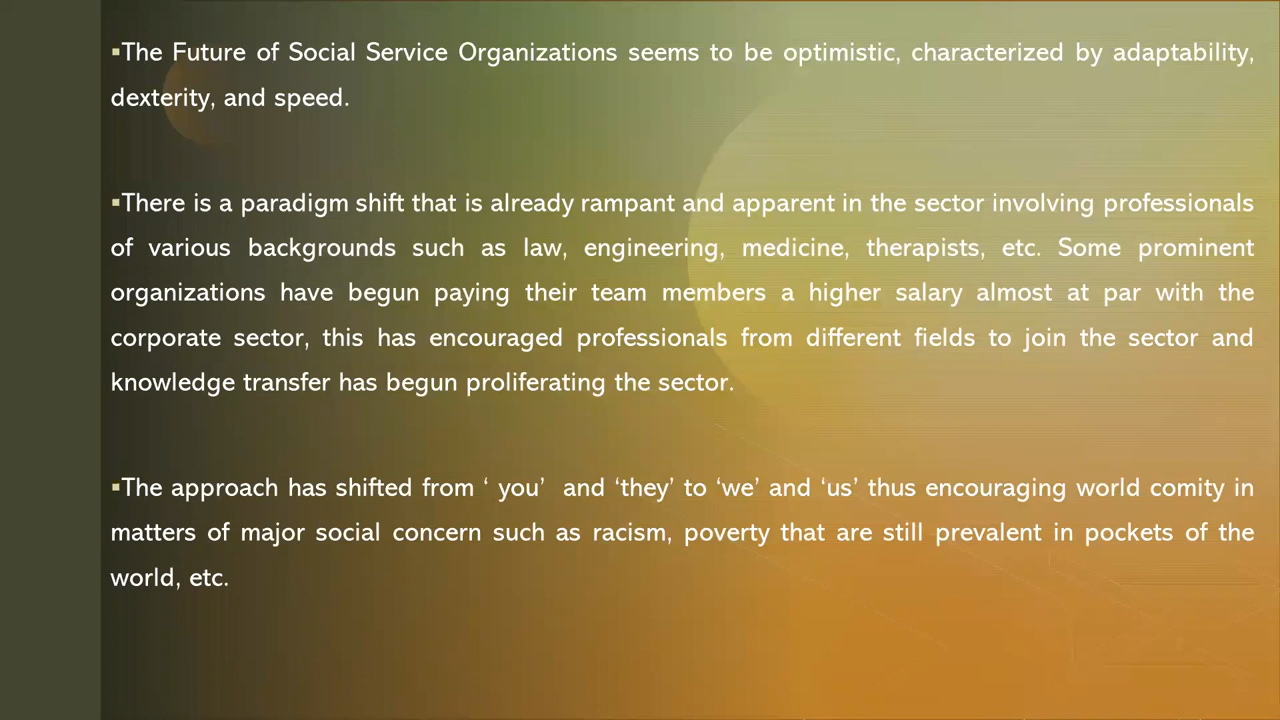 ▪The Future of Social Service Organizations seems to be optimistic, characterized by adaptability,
dexterity, and speed.
▪There is a paradigm shift that is already rampant and apparent in the sector involving professionals
of various backgrounds such as law, engineering, medicine, therapists, etc. Some prominent
organizations have begun paying their team members a higher salary almost at par with the
corporate sector, this has encouraged professionals from different fields to join the sector and
knowledge transfer has begun proliferating the sector.
▪The approach has shifted from ‘ you’  and ‘they’ to ‘we’ and ‘us’ thus encouraging world comity in
matters of major social concern such as racism, poverty that are still prevalent in pockets of the
world, etc.